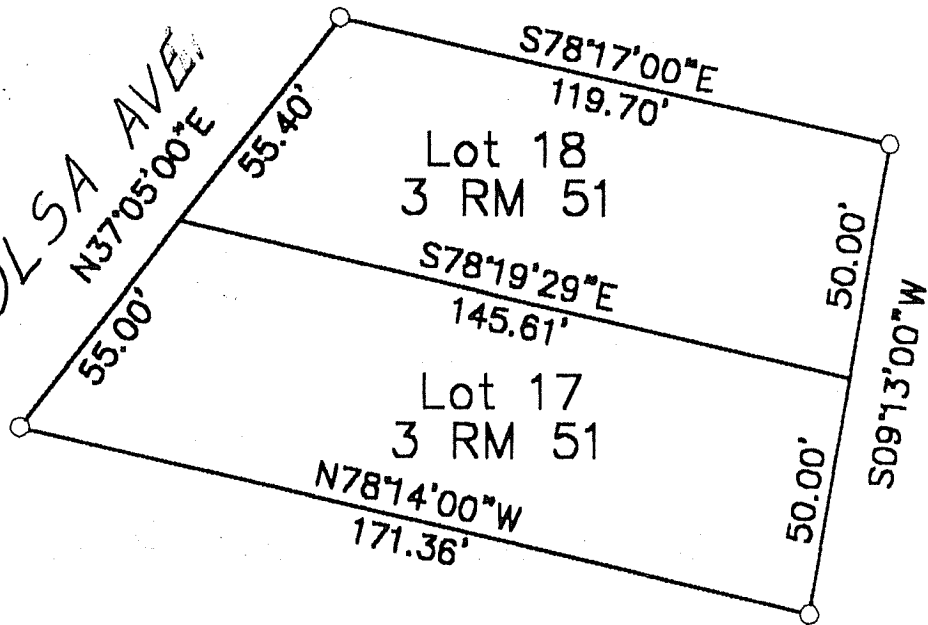 S78°17'00"E
119.70'
AVE.
N37°05'00"E
55.40'
Lot 18
3 RM 51
50.00'
S78°19'29"E
145.61'
S09°13'00"W
55.00'
Lot 17
3 RM 51
50.00'
N78°14'00"W
171.36'